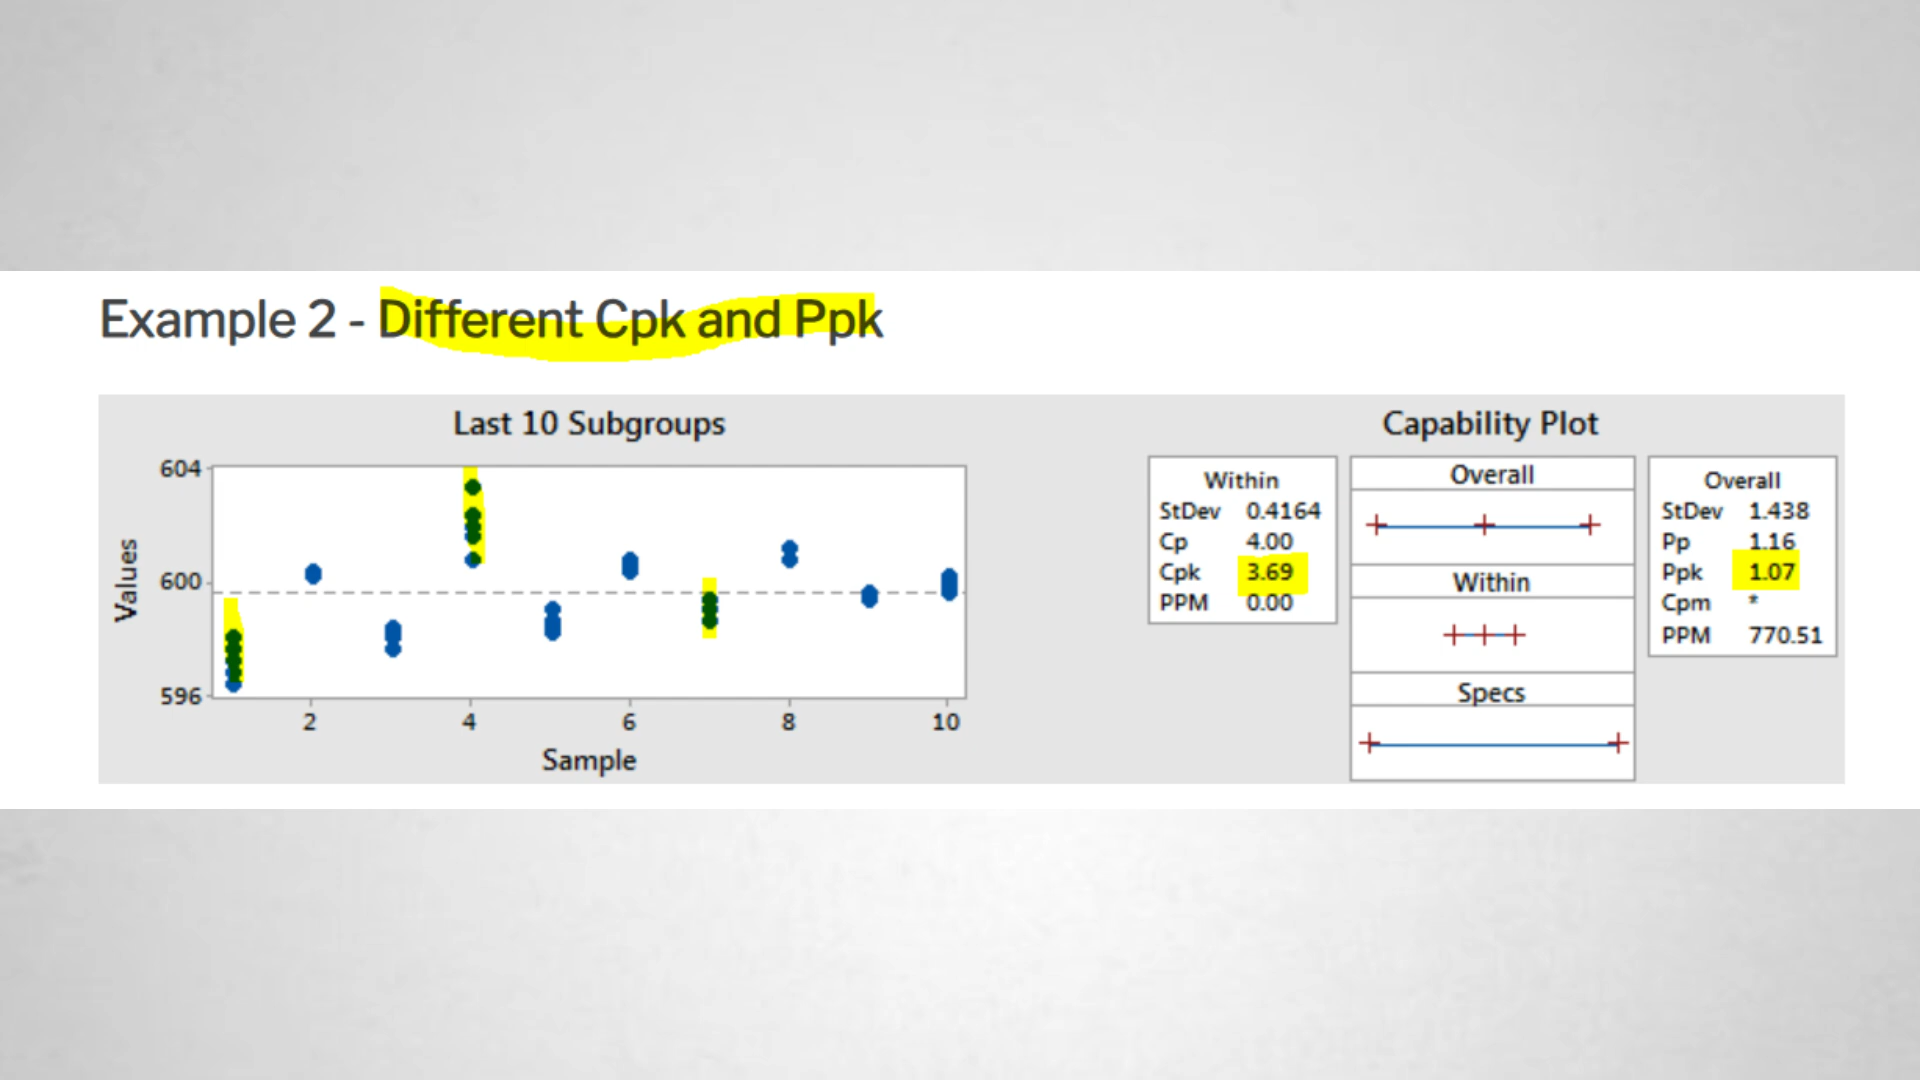 Example 2 - Different Cpk and Ppk
Last 10 Subgroups
604
600
596
Values
2 4 6 8 10
Sample
Capability Plot
Within
StDev 0.4164
Cp 4.00
Cpk 3.69
PPM 0.00
Overall
Within
Specs
Overall
StDev 1.438
Pp 1.16
Ppk 1.07
Cpm *
PPM 770.51